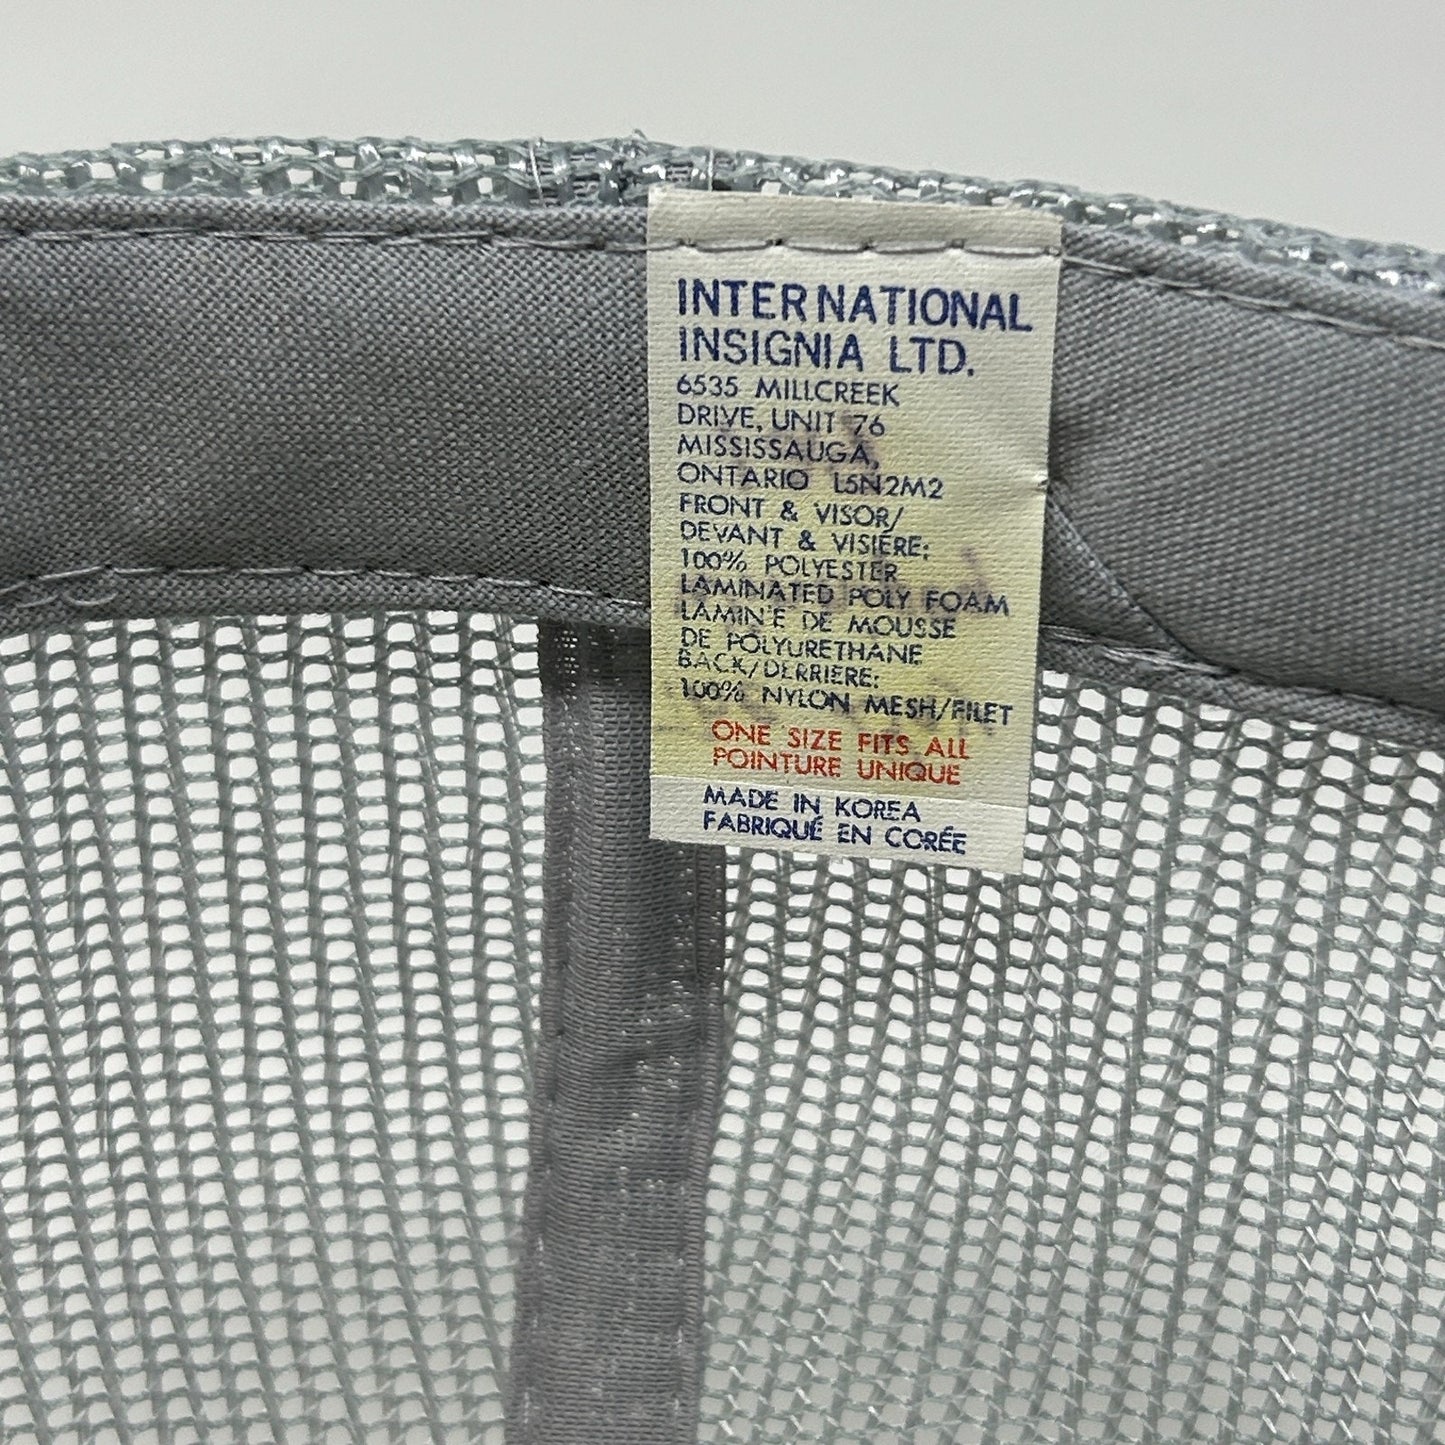 INTERNATIONAL
INSIGNIA LTD.
6535 MILLCREEK
DRIVE, UNIT 76
MISSISSAUGA,
ONTARIO L5N2M2
FRONT & VISOR/
DEVANT & VISIÉRE:
100% POLYESTER
LAMINATED POLY FOAM
LAMIN'E DE MOUSSE
DE POLYURETHANE
BACK/DERRIERE:
100% NYLON MESH/FILET
ONE SIZE FITS ALL
POINTURE UNIQUE
MADE IN KOREA
FABRIQUÉ EN CORÉE